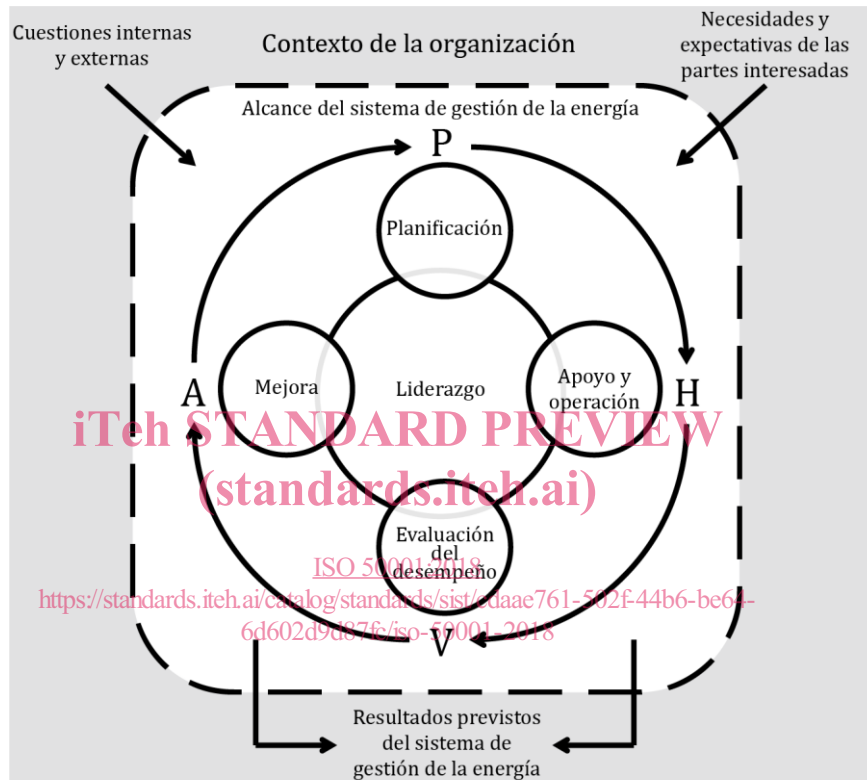 Cuestiones internas
y externas
Contexto de la organización
Necesidades y
expectativas de las
partes interesadas
Alcance del sistema de gestión de la energía
P
Planificación
A
Mejora
Liderazgo
Apoyo y
operación
H
iTeh STANDARD PREVIEW
(standards.iteh.ai)
Evaluación
del
desempeño
ISO 50001:2018
https://standards.iteh.ai/catalog/standards/sist/edaae761-502f-44b6-be64-
6d602d9d87fc/iso-50001-2018
V
Resultados previstos
del sistema de
gestión de la energía